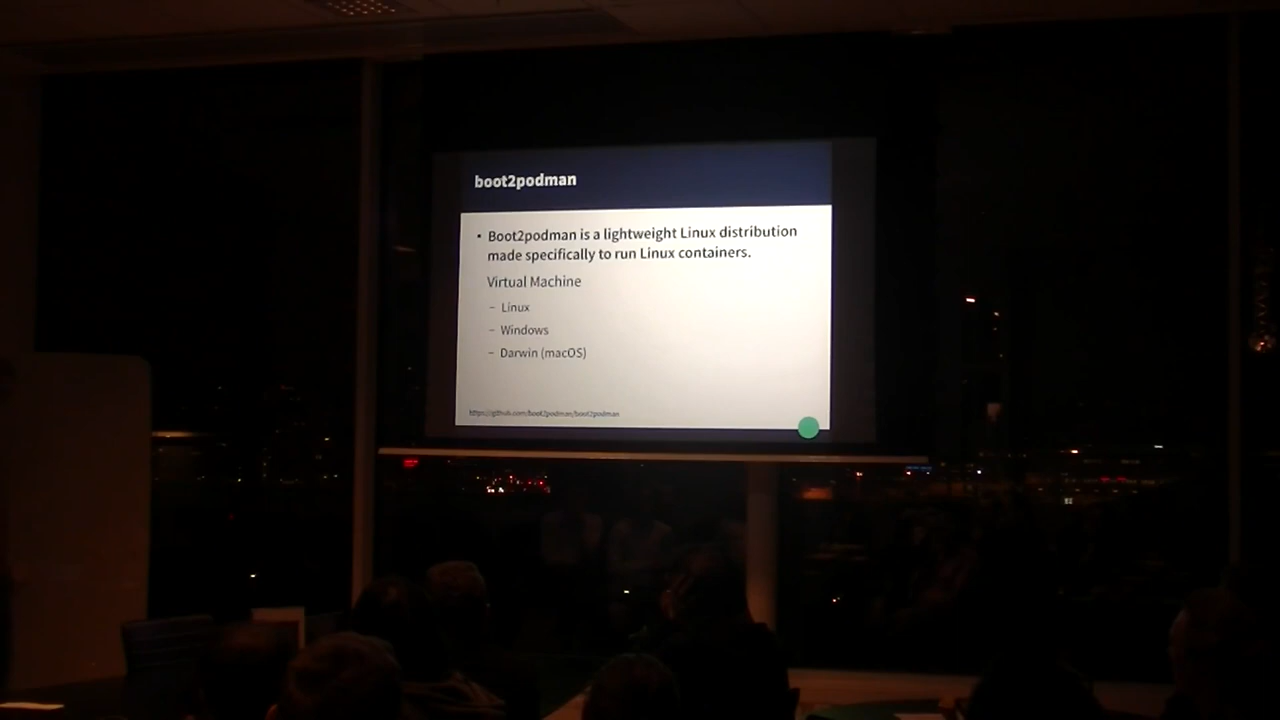 boot2podman
• Boot2podman is a lightweight Linux distribution
made specifically to run Linux containers.
Virtual Machine
– Linux
– Windows
– Darwin (macOS)
https://github.com/boot2podman/boot2podman